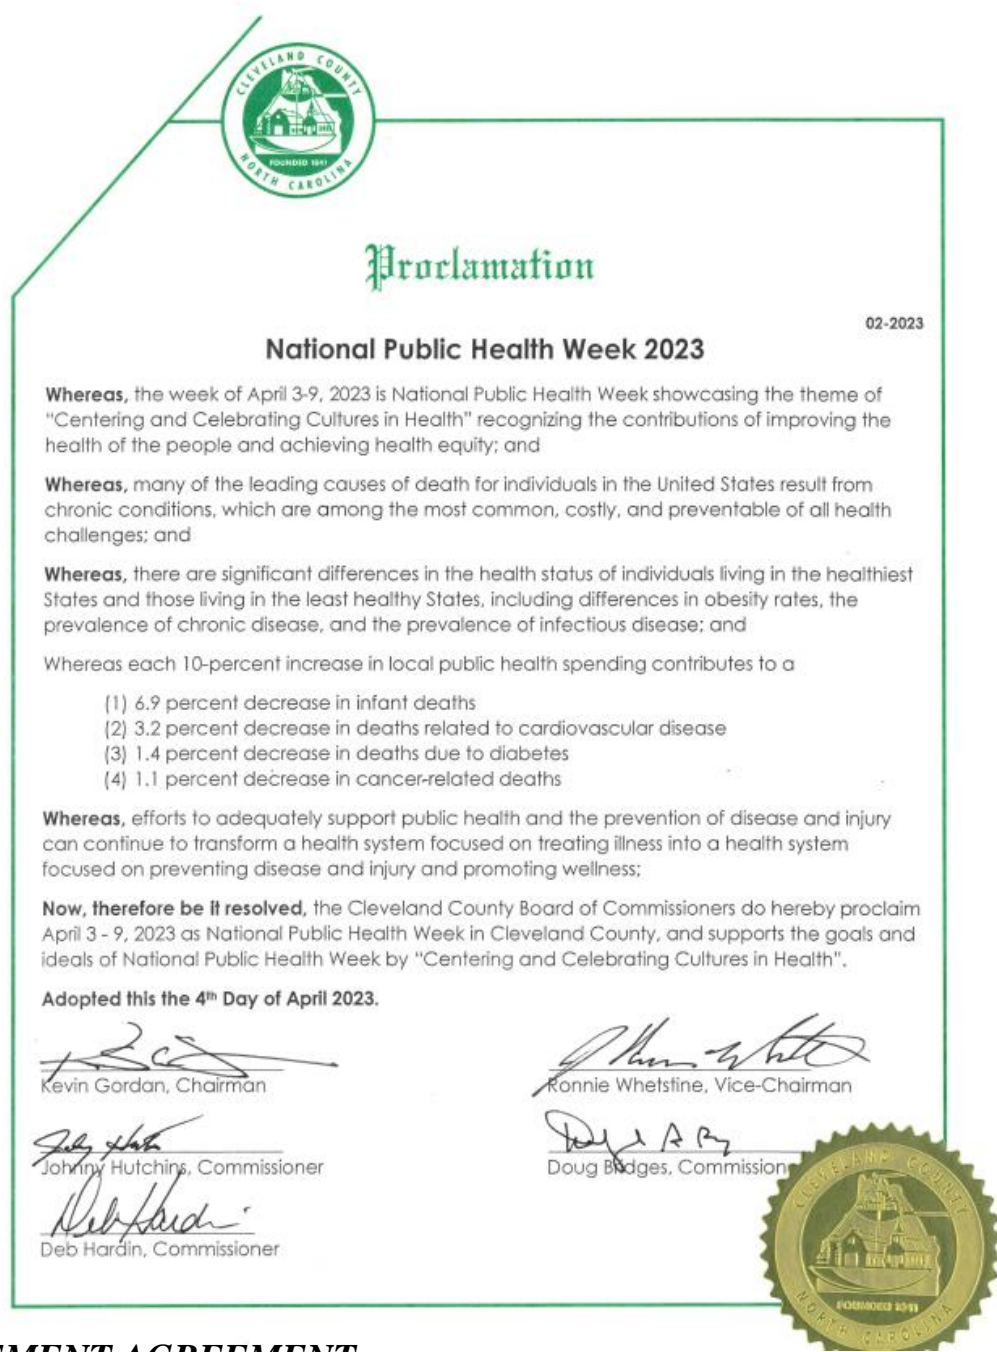 CLEVELAND COUNTY
FOUNDED 1841
NORTH CAROLINA
Proclamation
02-2023
National Public Health Week 2023
Whereas, the week of April 3-9, 2023 is National Public Health Week showcasing the theme of
"Centering and Celebrating Cultures in Health" recognizing the contributions of improving the
health of the people and achieving health equity; and
Whereas, many of the leading causes of death for individuals in the United States result from
chronic conditions, which are among the most common, costly, and preventable of all health
challenges; and
Whereas, there are significant differences in the health status of individuals living in the healthiest
States and those living in the least healthy States, including differences in obesity rates, the
prevalence of chronic disease, and the prevalence of infectious disease; and
Whereas each 10-percent increase in local public health spending contributes to a
(1) 6.9 percent decrease in infant deaths
(2) 3.2 percent decrease in deaths related to cardiovascular disease
(3) 1.4 percent decrease in deaths due to diabetes
(4) 1.1 percent decrease in cancer-related deaths
Whereas, efforts to adequately support public health and the prevention of disease and injury
can continue to transform a health system focused on treating illness into a health system
focused on preventing disease and injury and promoting wellness;
Now, therefore be it resolved, the Cleveland County Board of Commissioners do hereby proclaim
April 3 - 9, 2023 as National Public Health Week in Cleveland County, and supports the goals and
ideals of National Public Health Week by "Centering and Celebrating Cultures in Health".
Adopted this the 4th Day of April 2023.
Kevin Gordan, Chairman
Ronnie Whetstine, Vice-Chairman
Johnny Hutchins, Commissioner
Doug Bridges, Commission
Deb Hardin
Deb Hardin, Commissioner
CLEVELAND COUNTY
FOUNDED 1841
NORTH CAROLINA
EMENT AGREEMENT